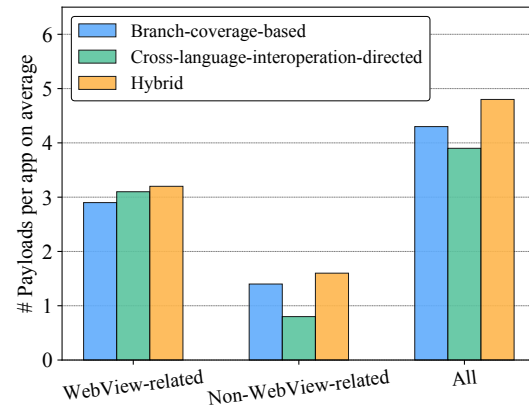 Branch-coverage-based
Cross-language-interoperation-directed
Hybrid
# Payloads per app on average
6
5
4
3
2
1
0
WebView-related
Non-WebView-related
All